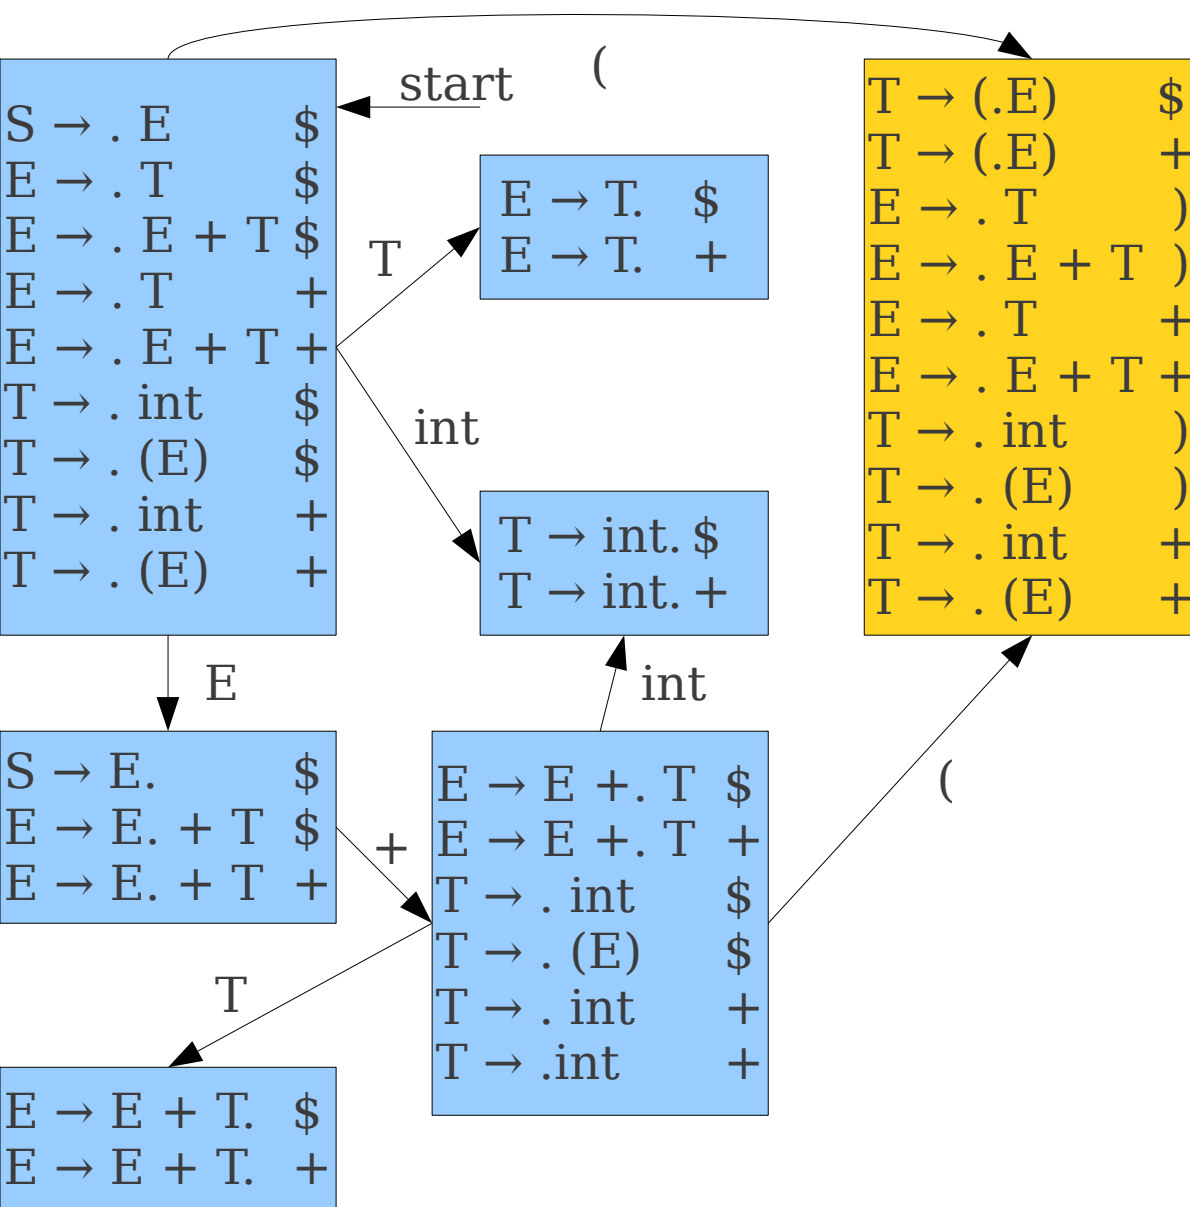 (
start
S → . E $
E → . T $
E → . E + T $
E → . T +
E → . E + T +
T → . int $
T → . (E) $
T → . int +
T → . (E) +
T
E → T. $
E → T. +
int
T → int. $
T → int. +
T → (.E) $
T → (.E) +
E → . T )
E → . E + T )
E → . T +
E → . E + T +
T → . int )
T → . (E) )
T → . int +
T → . (E) +
E
int
S → E. $
E → E. + T $
E → E. + T +
+
E → E +. T $
E → E +. T +
T → . int $
T → . (E) $
T → . int +
T → .int +
(
T
E → E + T. $
E → E + T. +